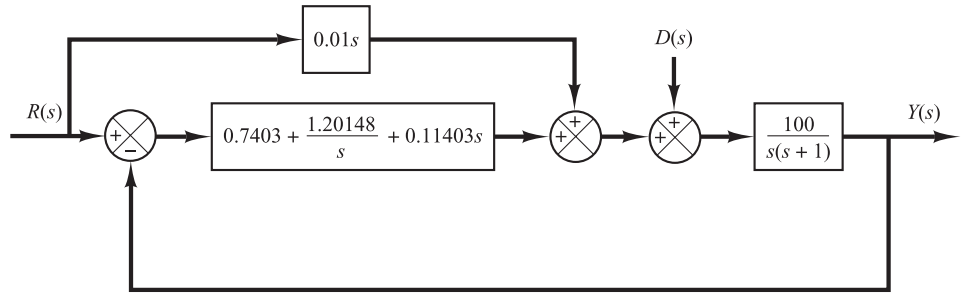 0.01s
D(s)
R(s)
Y(s)
+
−
0.7403 + 1.20148/s + 0.11403s
+
+
+
+
100/s(s + 1)